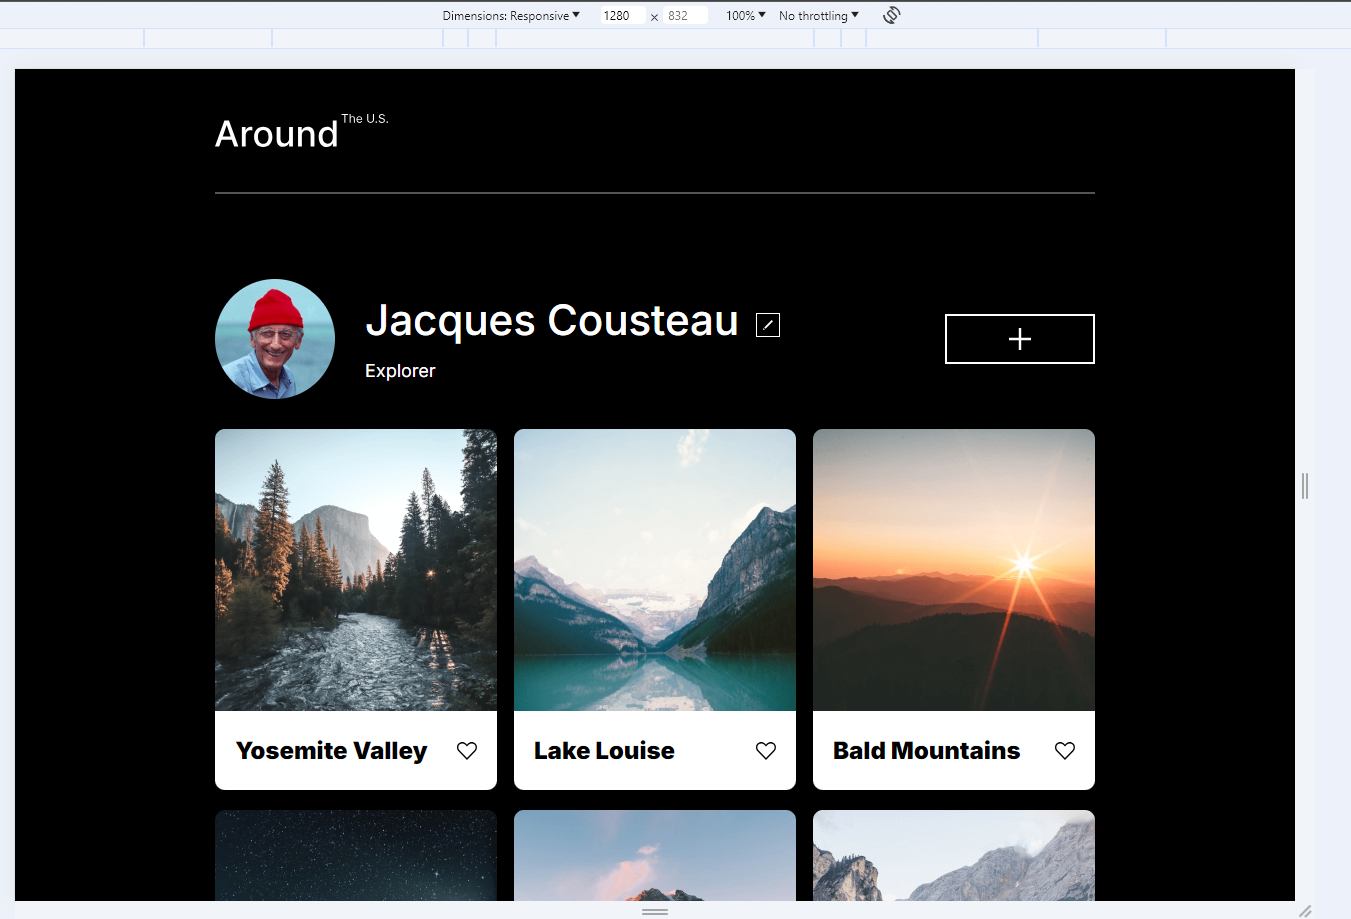 Dimensions: Responsive 1280 × 832 100% No throttling
Around The U.S.
Jacques Cousteau
Explorer
Yosemite Valley
Lake Louise
Bald Mountains